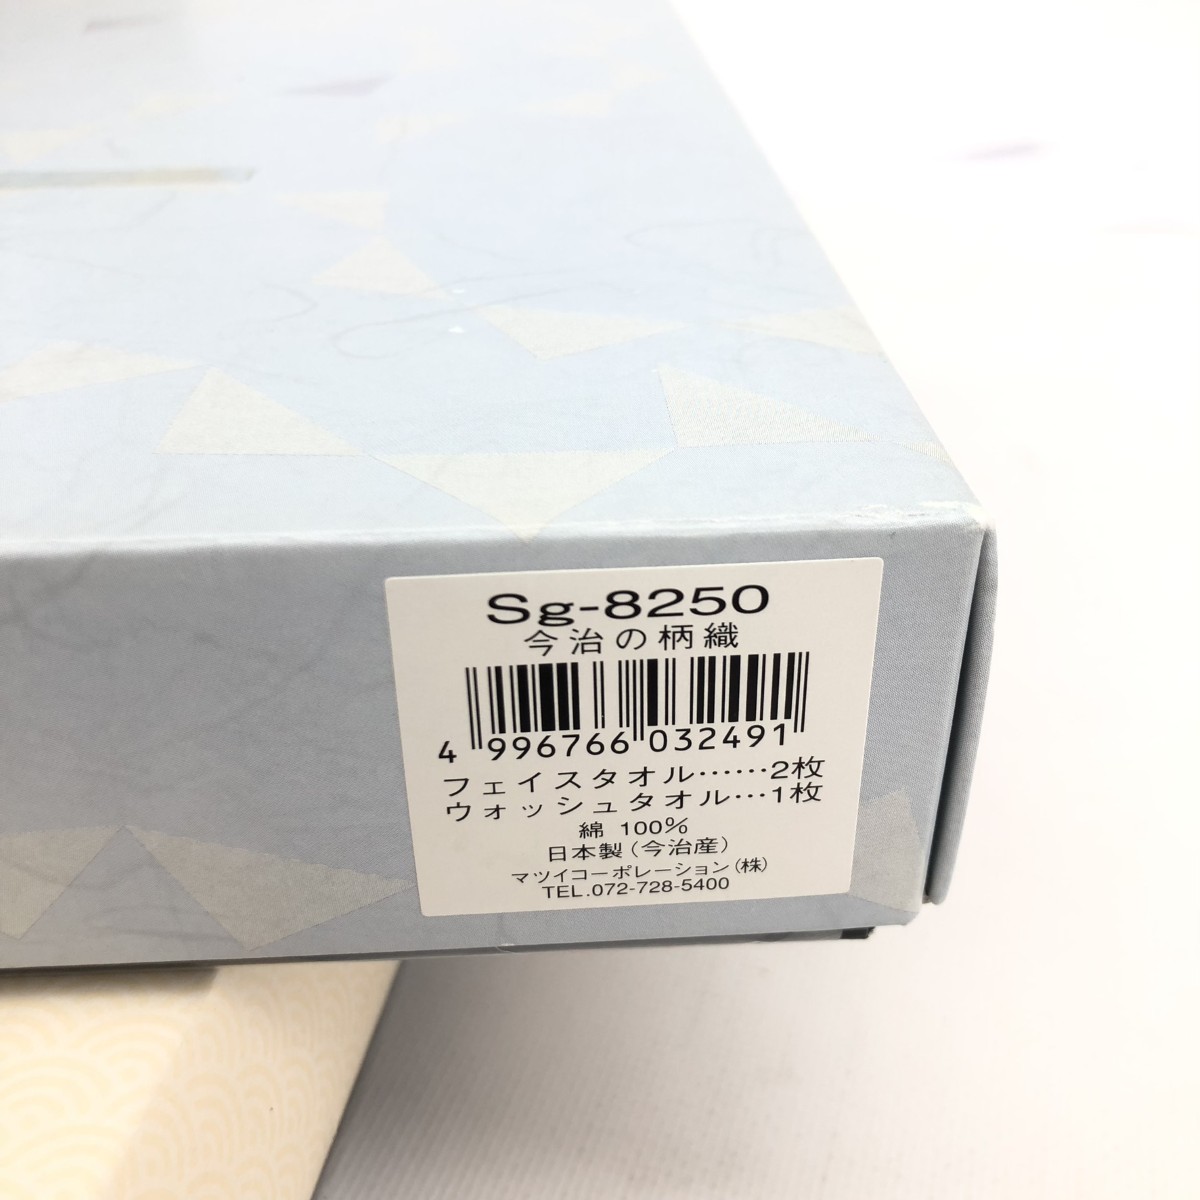 Sg-8250
今治の柄織
4 996766 032491
フェイスタオル……2枚
ウォッシュタオル…1枚
綿 100%
日本製(今治産)
マツイコーポレーション(株)
TEL.072-728-5400